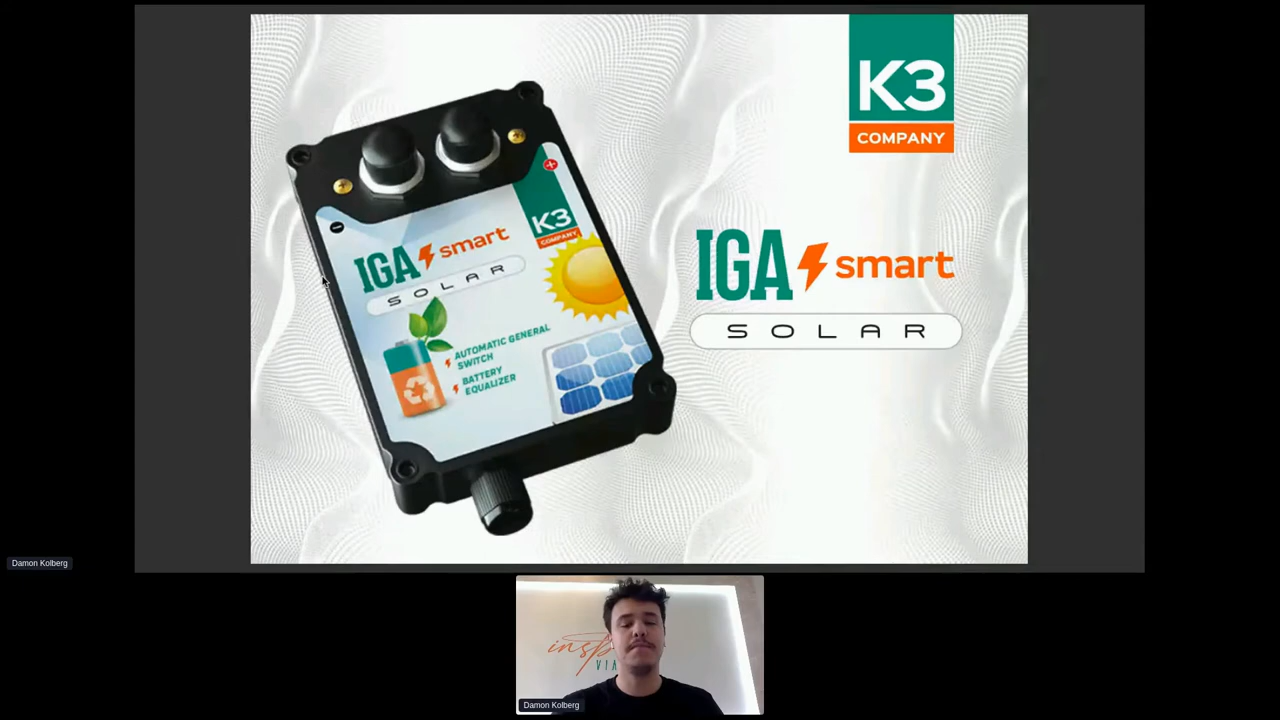 K3
COMPANY
K3
COMPANY
IGA smart
SOLAR
AUTOMATIC GENERAL
SWITCH
BATTERY
EQUALIZER
IGA smart
SOLAR
Damon Kolberg
Damon Kolberg